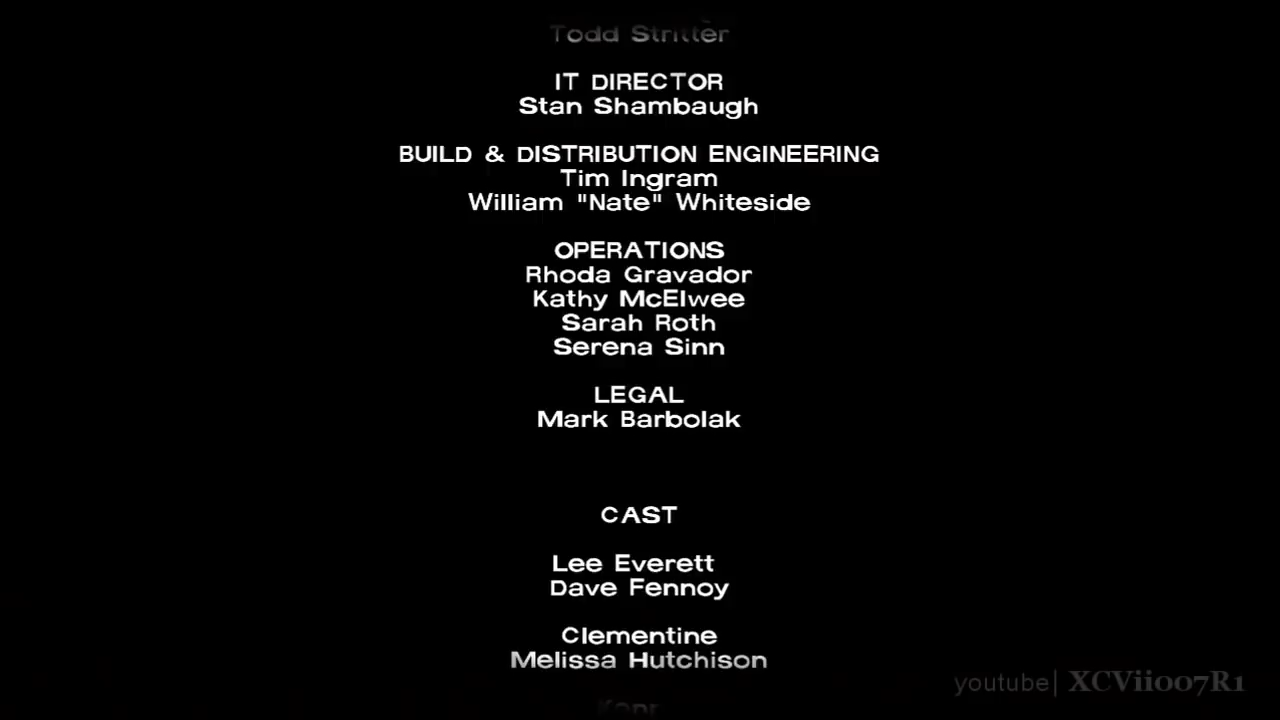 Todd Stritter
IT DIRECTOR
Stan Shambaugh
BUILD & DISTRIBUTION ENGINEERING
Tim Ingram
William "Nate" Whiteside
OPERATIONS
Rhoda Gravador
Kathy McElwee
Sarah Roth
Serena Sinn
LEGAL
Mark Barbolak
CAST
Lee Everett
Dave Fennoy
Clementine
Melissa Hutchison
youtube| XCViioo7R1